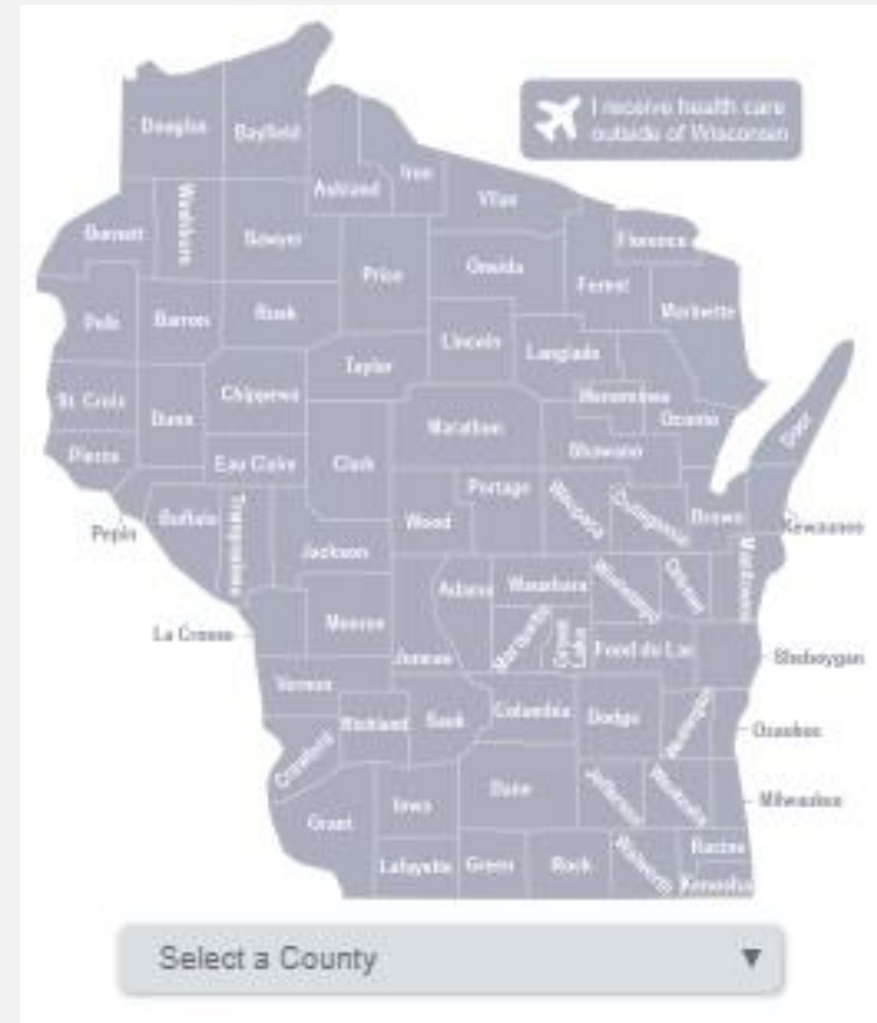 I receive health care
outside of Wisconsin
Douglas
Bayfield
Ashland
Iron
Vilas
Burnett
Washburn
Sawyer
Price
Oneida
Florence
Forest
Marinette
Polk
Barron
Rusk
Lincoln
Langlade
Taylor
St. Croix
Dunn
Chippewa
Menominee
Oconto
Door
Marathon
Shawano
Pierce
Eau Claire
Clark
Portage
Waupaca
Outagamie
Brown
Kewaunee
Pepin
Buffalo
Trempealeau
Wood
Jackson
Adams
Waushara
Winnebago
Calumet
Manitowoc
La Crosse
Monroe
Juneau
Marquette
Green
Lake
Fond du Lac
Sheboygan
Vernon
Richland
Sauk
Columbia
Dodge
Washington
Ozaukee
Crawford
Grant
Iowa
Dane
Jefferson
Waukesha
Milwaukee
Lafayette
Green
Rock
Walworth
Racine
Kenosha
Select a County